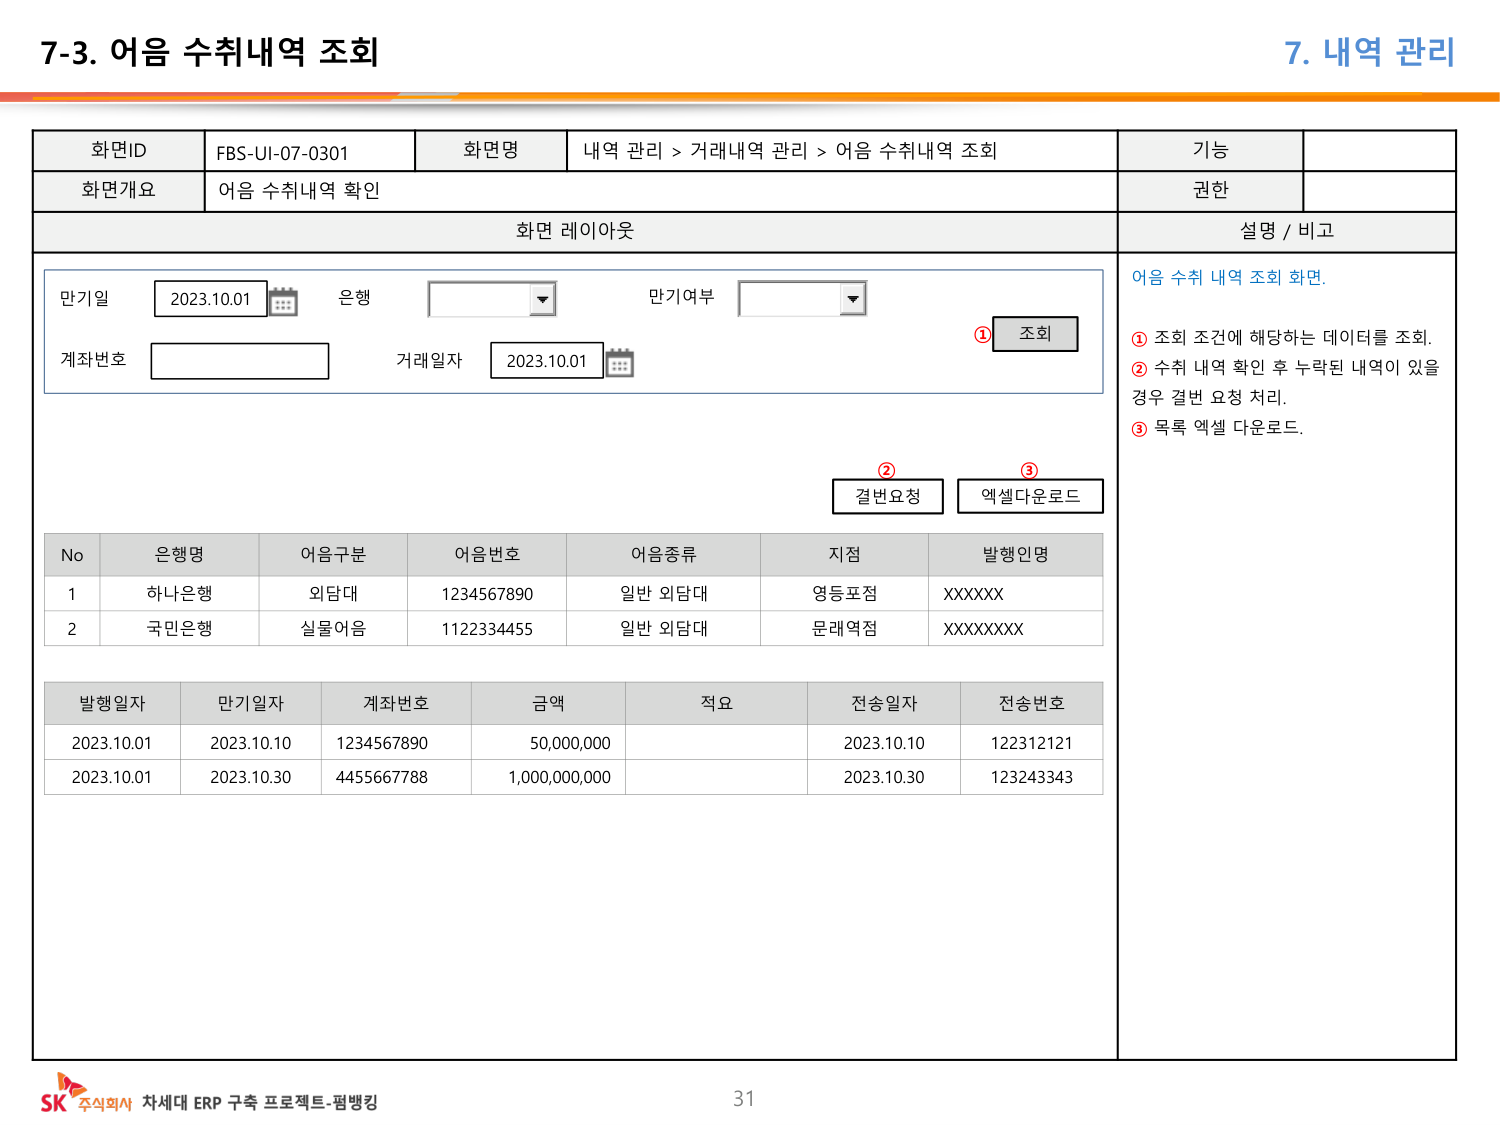 7-3. 어음 수취내역 조회
7. 내역 관리
화면ID FBS-UI-07-0301 화면명 내역 관리 > 거래내역 관리 > 어음 수취내역 조회 기능
화면개요 어음 수취내역 확인 권한
화면 레이아웃 설명 / 비고
만기일 2023.10.01 은행 만기여부
① 조회
계좌번호 거래일자 2023.10.01
② ③
결번요청 엑셀다운로드
No 은행명 어음구분 어음번호 어음종류 지점 발행인명
1 하나은행 외담대 1234567890 일반 외담대 영등포점 XXXXXX
2 국민은행 실물어음 1122334455 일반 외담대 문래역점 XXXXXXXX
발행일자 만기일자 계좌번호 금액 적요 전송일자 전송번호
2023.10.01 2023.10.10 1234567890 50,000,000 2023.10.10 122312121
2023.10.01 2023.10.30 4455667788 1,000,000,000 2023.10.30 123243343
어음 수취 내역 조회 화면.
① 조회 조건에 해당하는 데이터를 조회.
② 수취 내역 확인 후 누락된 내역이 있을
경우 결번 요청 처리.
③ 목록 엑셀 다운로드.
SK 주식회사 차세대 ERP 구축 프로젝트-펌뱅킹
31